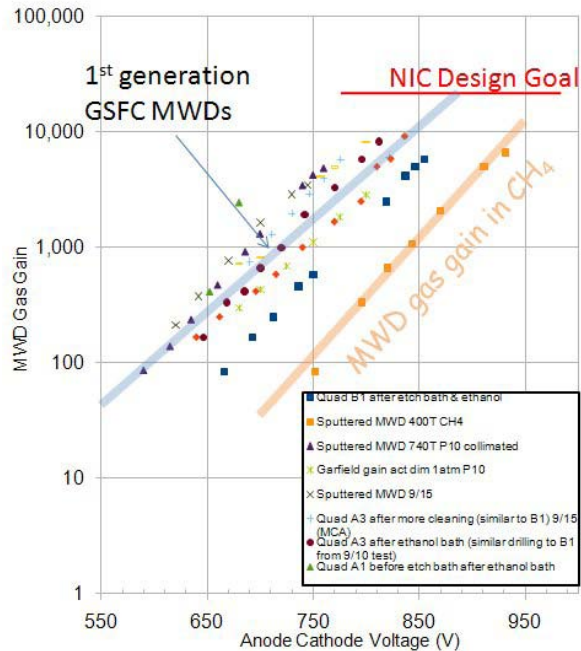 100,000
1st generation
GSFC MWDs
NIC Design Goal
10,000
1,000
100
10
1
MWD Gas Gain
MWD gas gain in CH4
Quad B1 after etch bath & ethanol
Sputtered MWD 400T CH4
Sputtered MWD 740T P10 collimated
Garfield gain act dim 1atm P10
Sputtered MWD 9/15
Quad A3 after more cleaning (similar to B1) 9/15
(MCA)
Quad A3 after ethanol bath (similar drilling to B1
from 9/10 test)
Quad A1 before etch bath after ethanol bath
550 650 750 850 950
Anode Cathode Voltage (V)